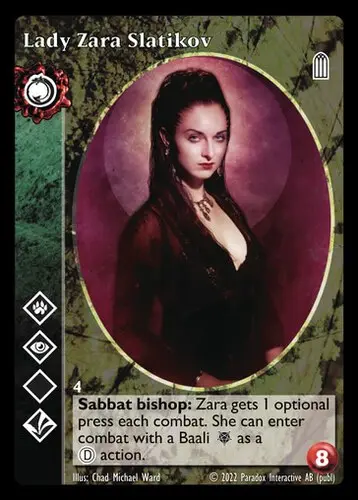 Lady Zara Slatikov
4
Sabbat bishop: Zara gets 1 optional
press each combat. She can enter
combat with a Baali as a
D action.
8
Illus: Chad Michael Ward © 2022 Paradox Interactive AB (publ)